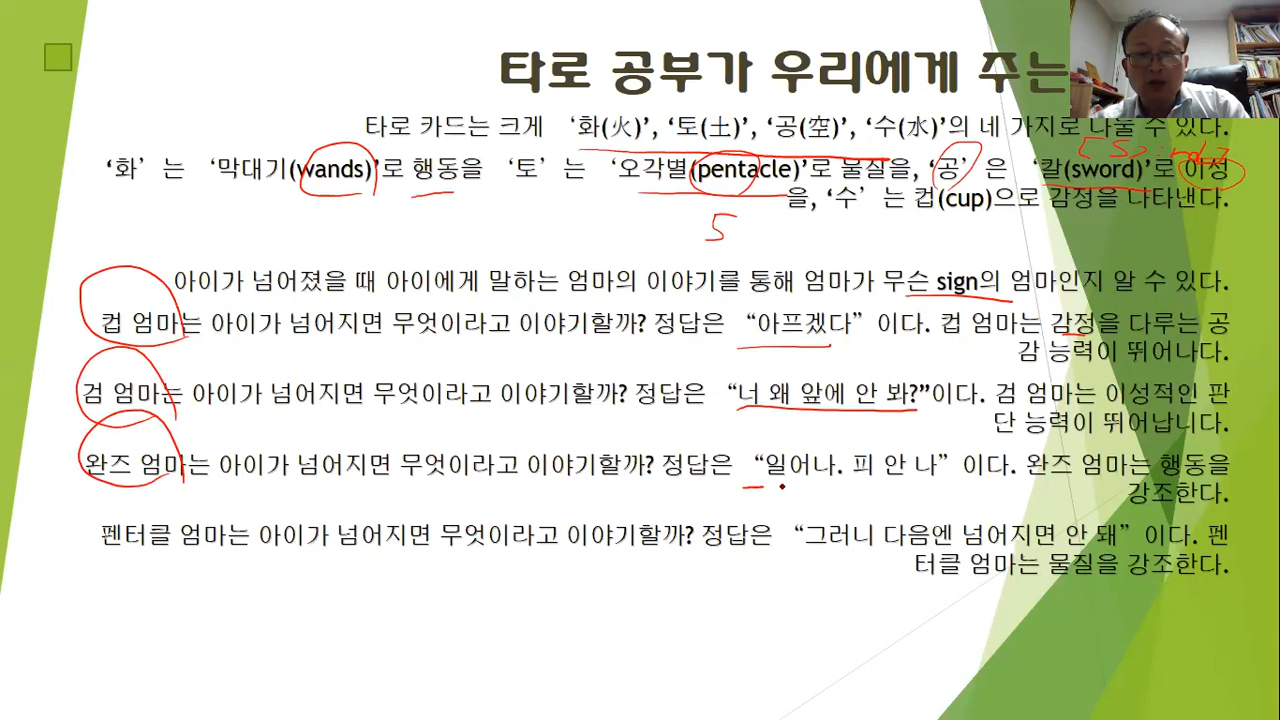 타로 공부가 우리에게 주는
타로 카드는 크게 ‘화(火)’, ‘토(土)’, ‘공(空)’, ‘수(水)’의 네 가지로 나눌 수 있다.
‘화’는 ‘막대기(wands)’로 행동을 ‘토’는 ‘오각별(pentacle)’로 물질을, ‘공’은 ‘칼(sword)’로 이성
을, ‘수’는 컵(cup)으로 감정을 나타낸다.
5
아이가 넘어졌을 때 아이에게 말하는 엄마의 이야기를 통해 엄마가 무슨 sign의 엄마인지 알 수 있다.
컵 엄마는 아이가 넘어지면 무엇이라고 이야기할까? 정답은 “아프겠다”이다. 컵 엄마는 감정을 다루는 공
감 능력이 뛰어나다.
검 엄마는 아이가 넘어지면 무엇이라고 이야기할까? 정답은 “너 왜 앞에 안 봐?”이다. 검 엄마는 이성적인 판
단 능력이 뛰어납니다.
완즈 엄마는 아이가 넘어지면 무엇이라고 이야기할까? 정답은 “일어나. 피 안 나”이다. 완즈 엄마는 행동을
강조한다.
펜터클 엄마는 아이가 넘어지면 무엇이라고 이야기할까? 정답은 “그러니 다음엔 넘어지면 안 돼”이다. 펜
터클 엄마는 물질을 강조한다.